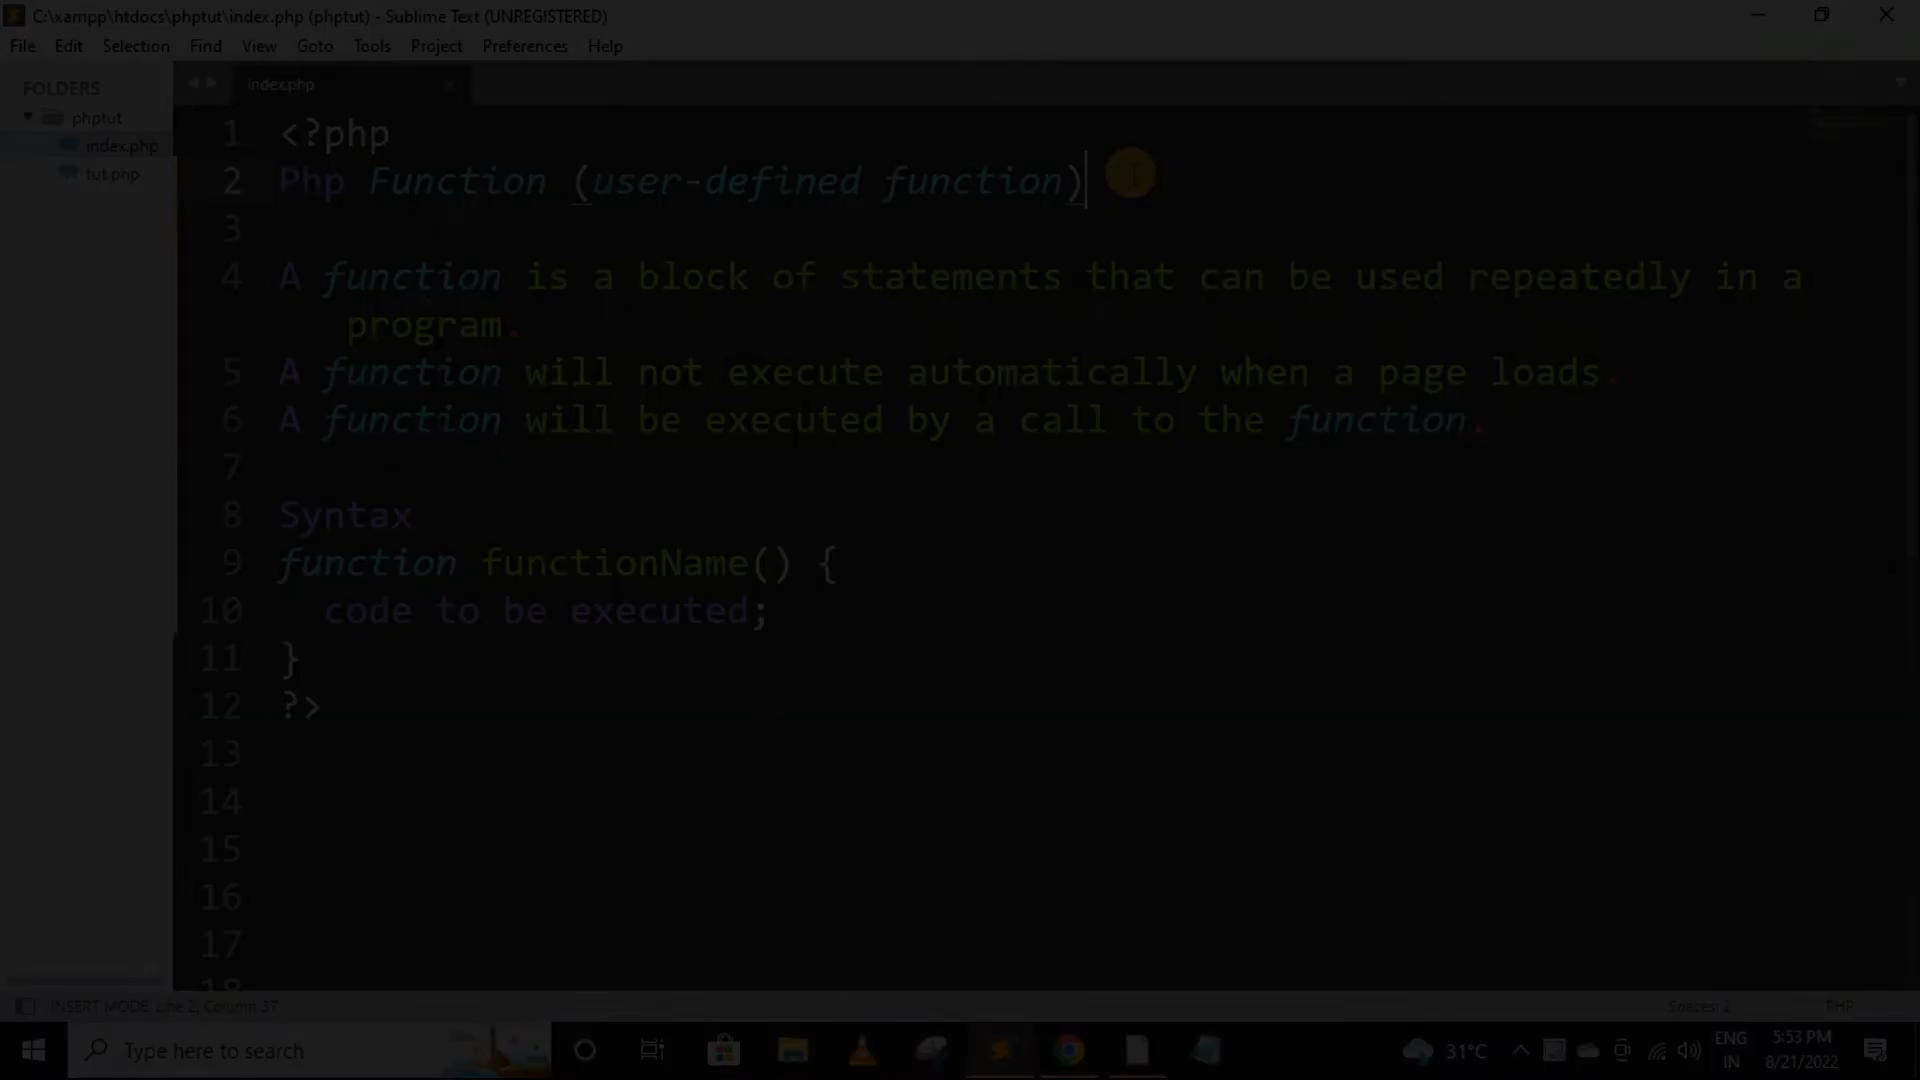 C:\xampp\htdocs\phptut\index.php (phptut) - Sublime Text (UNREGISTERED)
File Edit Selection Find View Goto Tools Project Preferences Help
FOLDERS
phptut
index.php
tut.php
index.php
1 <?php
2 Php Function (user-defined function)
3
4 A function is a block of statements that can be used repeatedly in a
program.
5 A function will not execute automatically when a page loads.
6 A function will be executed by a call to the function.
7
8 Syntax
9 function functionName() {
10 code to be executed;
11 }
12 ?>
13
14
15
16
17
18
INSERT MODE, Line 2, Column 37
Spaces: 2 PHP
Type here to search
31°C
ENG
IN
5:53 PM
8/21/2022